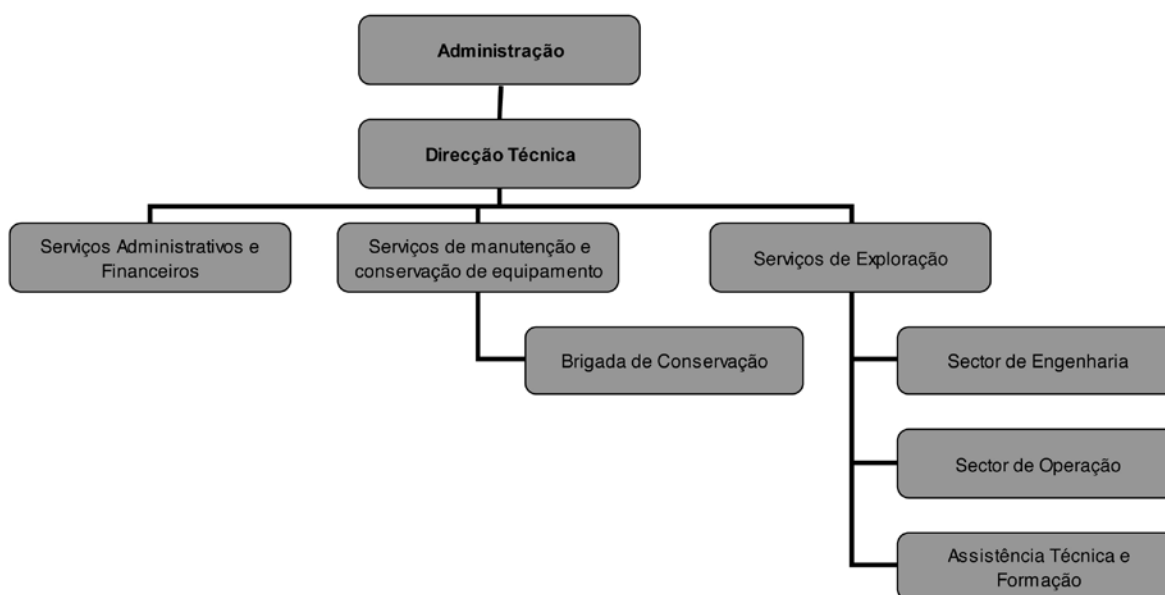 Administração
Direcção Técnica
Serviços Administrativos e
Financeiros
Serviços de manutenção e
conservação de equipamento
Serviços de Exploração
Brigada de Conservação
Sector de Engenharia
Sector de Operação
Assistência Técnica e
Formação